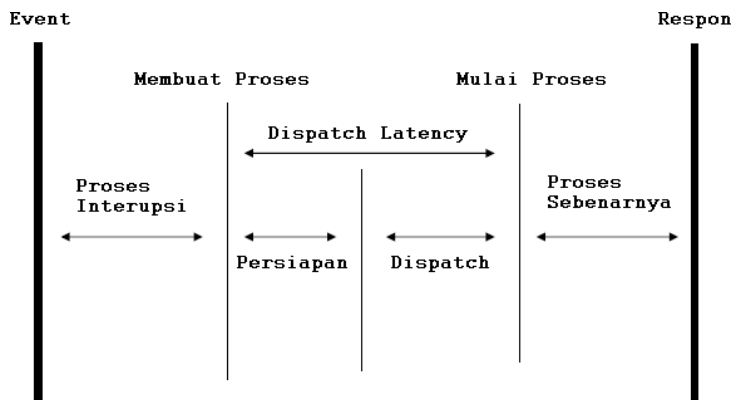 Event
Respon
Membuat Proses
Mulai Proses
Dispatch Latency
Proses
Interupsi
Proses
Sebenarnya
Persiapan
Dispatch